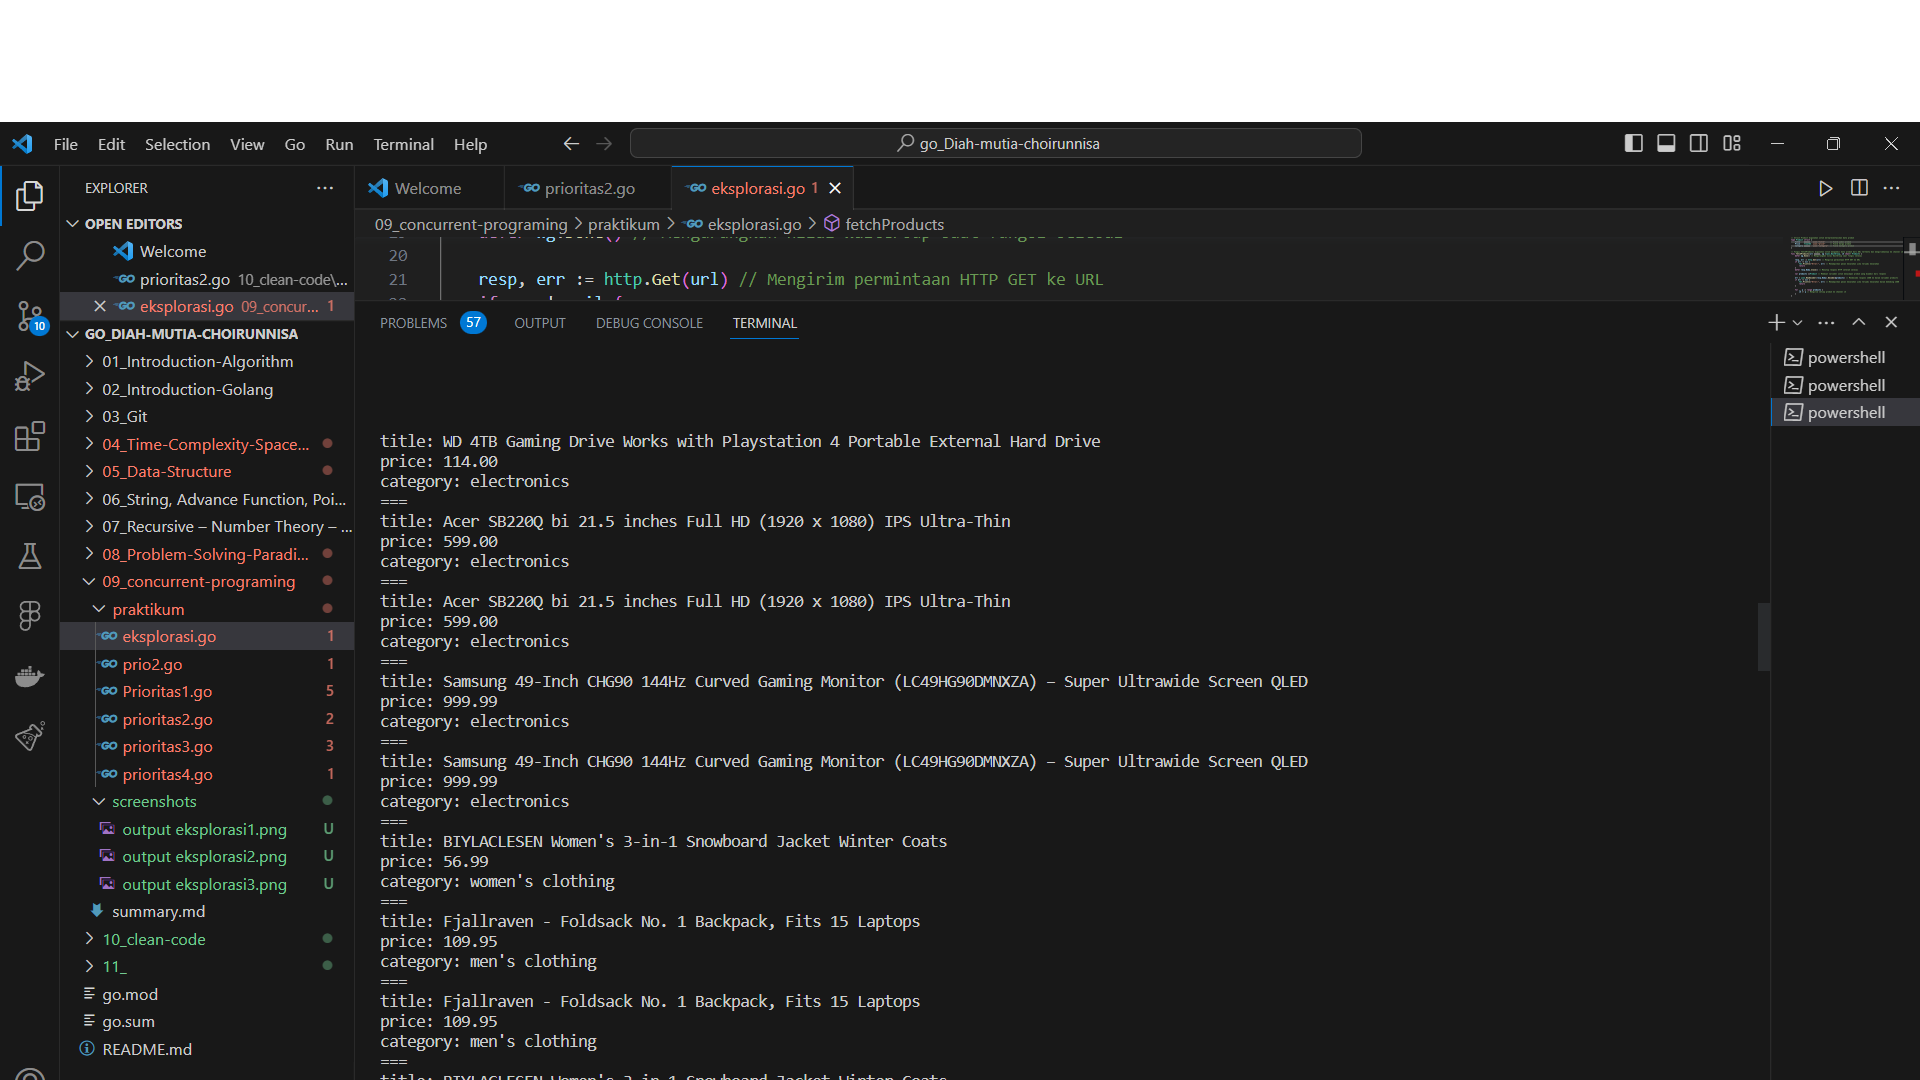 File Edit Selection View Go Run Terminal Help
go_Diah-mutia-choirunnisa
EXPLORER
OPEN EDITORS
Welcome
prioritas2.go 10_clean-code\...
eksplorasi.go 09_concur... 1
10
GO_DIAH-MUTIA-CHOIRUNNISA
01_Introduction-Algorithm
02_Introduction-Golang
03_Git
04_Time-Complexity-Space...
05_Data-Structure
06_String, Advance Function, Poi...
07_Recursive – Number Theory – ...
08_Problem-Solving-Paradi...
09_concurrent-programing
praktikum
eksplorasi.go 1
prio2.go 1
Prioritas1.go 5
prioritas2.go 2
prioritas3.go 3
prioritas4.go 1
screenshots
output eksplorasi1.png U
output eksplorasi2.png U
output eksplorasi3.png U
summary.md
10_clean-code
11_
go.mod
go.sum
README.md
Welcome prioritas2.go eksplorasi.go 1
09_concurrent-programing > praktikum > eksplorasi.go > fetchProducts
20
21 resp, err := http.Get(url) // Mengirim permintaan HTTP GET ke URL
PROBLEMS 57 OUTPUT DEBUG CONSOLE TERMINAL
powershell
powershell
powershell
title: WD 4TB Gaming Drive Works with Playstation 4 Portable External Hard Drive
price: 114.00
category: electronics
===
title: Acer SB220Q bi 21.5 inches Full HD (1920 x 1080) IPS Ultra-Thin
price: 599.00
category: electronics
===
title: Acer SB220Q bi 21.5 inches Full HD (1920 x 1080) IPS Ultra-Thin
price: 599.00
category: electronics
===
title: Samsung 49-Inch CHG90 144Hz Curved Gaming Monitor (LC49HG90DMNXZA) – Super Ultrawide Screen QLED
price: 999.99
category: electronics
===
title: Samsung 49-Inch CHG90 144Hz Curved Gaming Monitor (LC49HG90DMNXZA) – Super Ultrawide Screen QLED
price: 999.99
category: electronics
===
title: BIYLACLESEN Women's 3-in-1 Snowboard Jacket Winter Coats
price: 56.99
category: women's clothing
===
title: Fjallraven - Foldsack No. 1 Backpack, Fits 15 Laptops
price: 109.95
category: men's clothing
===
title: Fjallraven - Foldsack No. 1 Backpack, Fits 15 Laptops
price: 109.95
category: men's clothing
===
title: BIYLACLESEN Women's 3-in-1 Snowboard Jacket Winter Coats